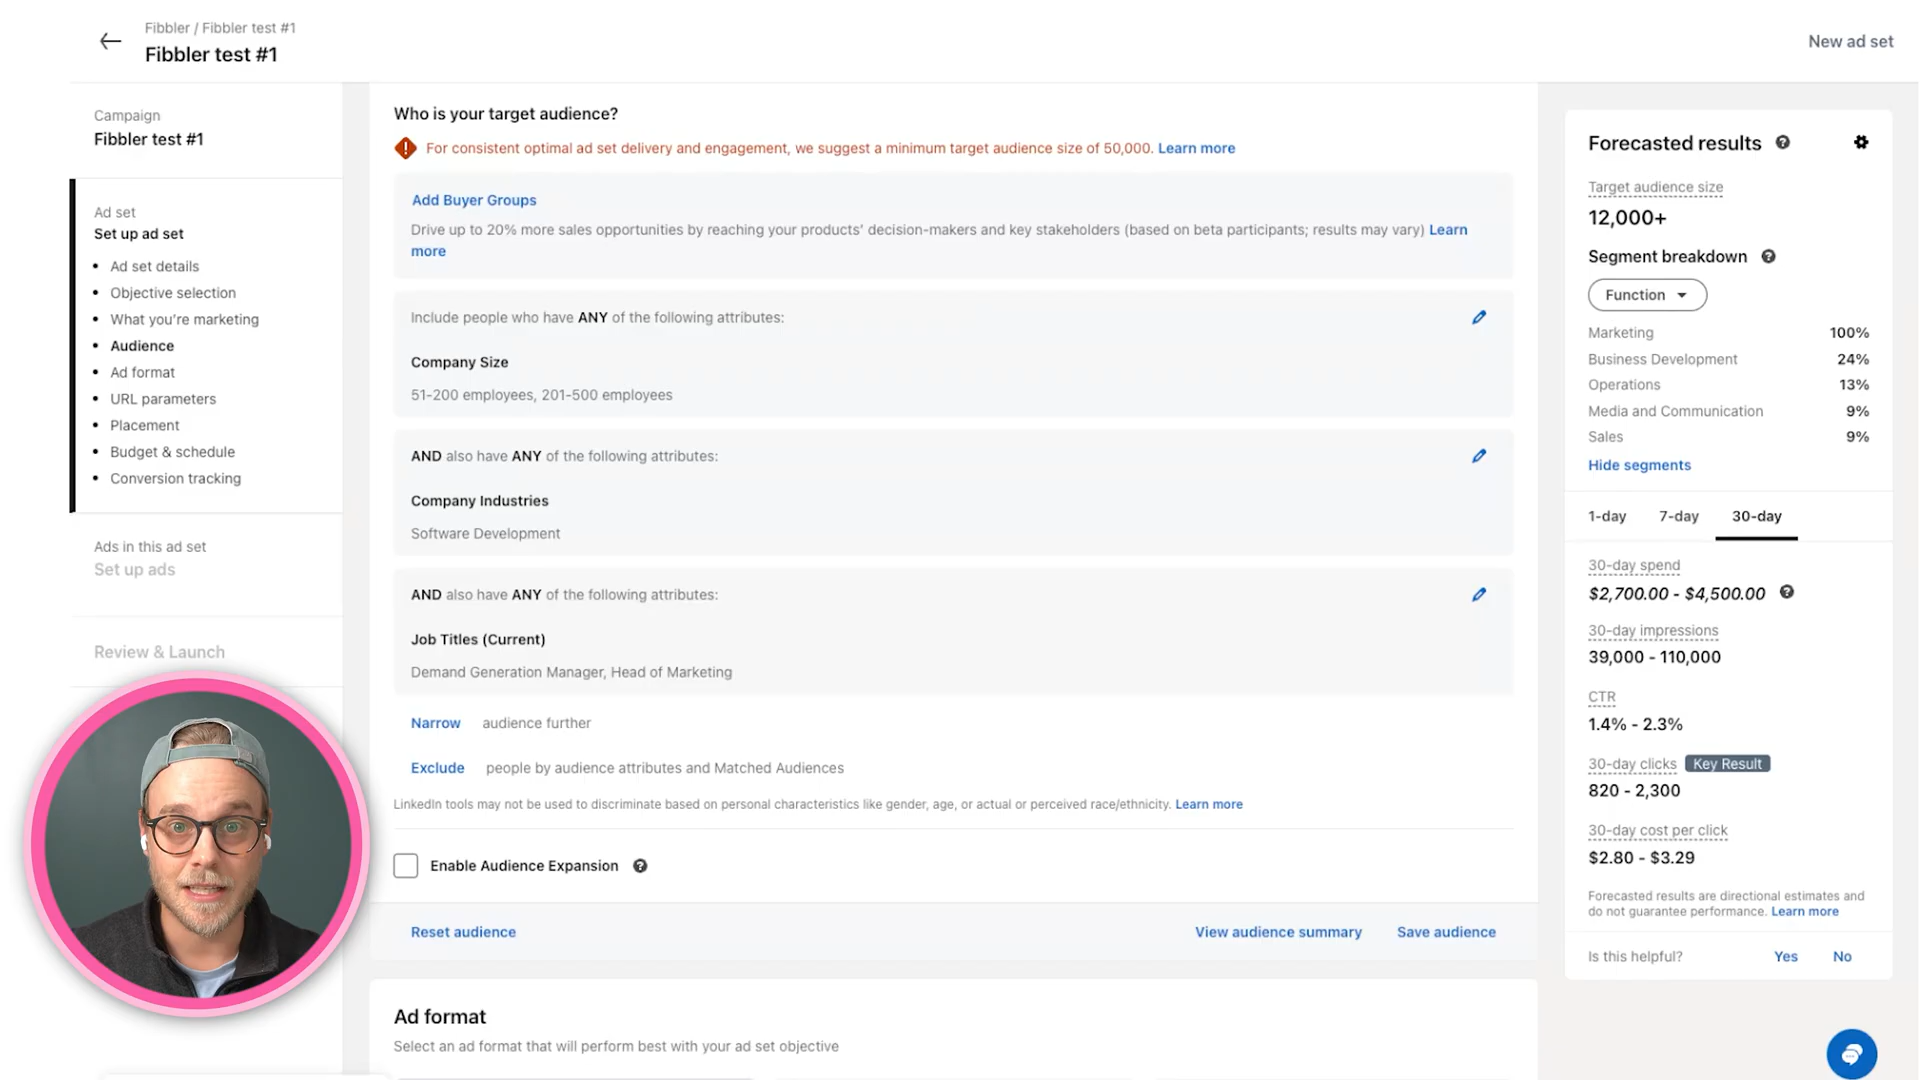 Fibbler / Fibbler test #1
Fibbler test #1
New ad set
Campaign
Fibbler test #1
Ad set
Set up ad set
Ad set details
Objective selection
What you're marketing
Audience
Ad format
URL parameters
Placement
Budget & schedule
Conversion tracking
Ads in this ad set
Set up ads
Review & Launch
Who is your target audience?
For consistent optimal ad set delivery and engagement, we suggest a minimum target audience size of 50,000. Learn more
Add Buyer Groups
Drive up to 20% more sales opportunities by reaching your products' decision-makers and key stakeholders (based on beta participants; results may vary) Learn
more
Include people who have ANY of the following attributes:
Company Size
51-200 employees, 201-500 employees
AND also have ANY of the following attributes:
Company Industries
Software Development
AND also have ANY of the following attributes:
Job Titles (Current)
Demand Generation Manager, Head of Marketing
Narrow audience further
Exclude people by audience attributes and Matched Audiences
LinkedIn tools may not be used to discriminate based on personal characteristics like gender, age, or actual or perceived race/ethnicity. Learn more
Enable Audience Expansion
Reset audience
View audience summary
Save audience
Ad format
Select an ad format that will perform best with your ad set objective
Forecasted results
Target audience size
12,000+
Segment breakdown
Function
Marketing 100%
Business Development 24%
Operations 13%
Media and Communication 9%
Sales 9%
Hide segments
1-day 7-day 30-day
30-day spend
$2,700.00 - $4,500.00
30-day impressions
39,000 - 110,000
CTR
1.4% - 2.3%
30-day clicks Key Result
820 - 2,300
30-day cost per click
$2.80 - $3.29
Forecasted results are directional estimates and
do not guarantee performance. Learn more
Is this helpful? Yes No